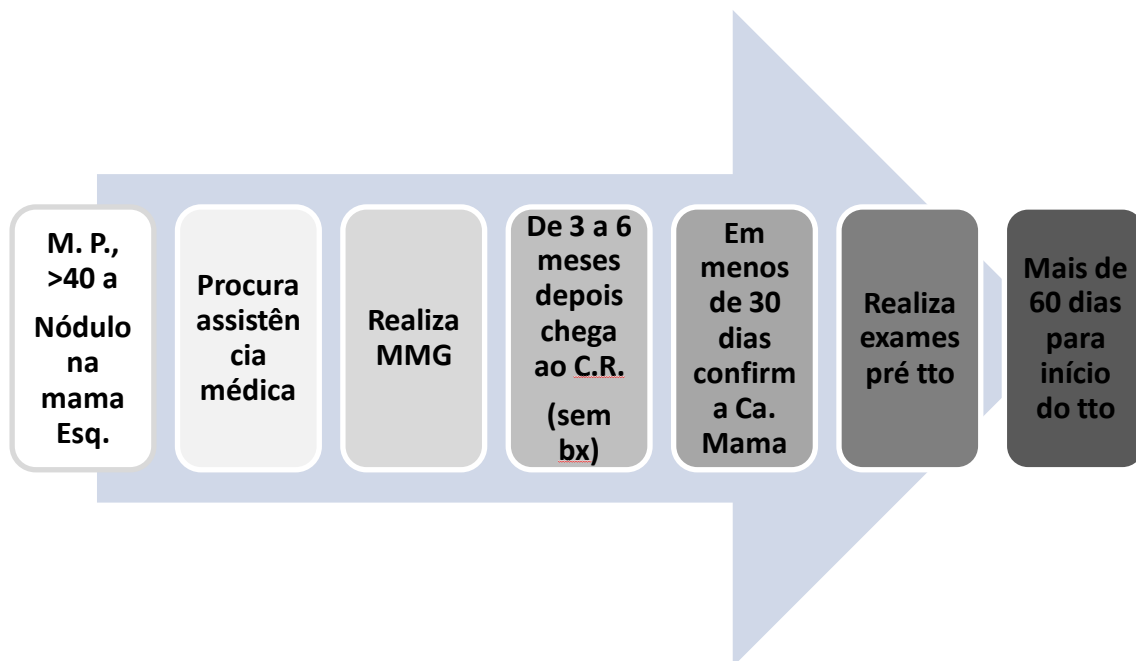 M. P.,
>40 a
Nódulo
na
mama
Esq.
Procura
assistên
cia
médica
Realiza
MMG
De 3 a 6
meses
depois
chega
ao C.R.
(sem
bx)
Em
menos
de 30
dias
confirm
a Ca.
Mama
Realiza
exames
pré tto
Mais de
60 dias
para
início
do tto